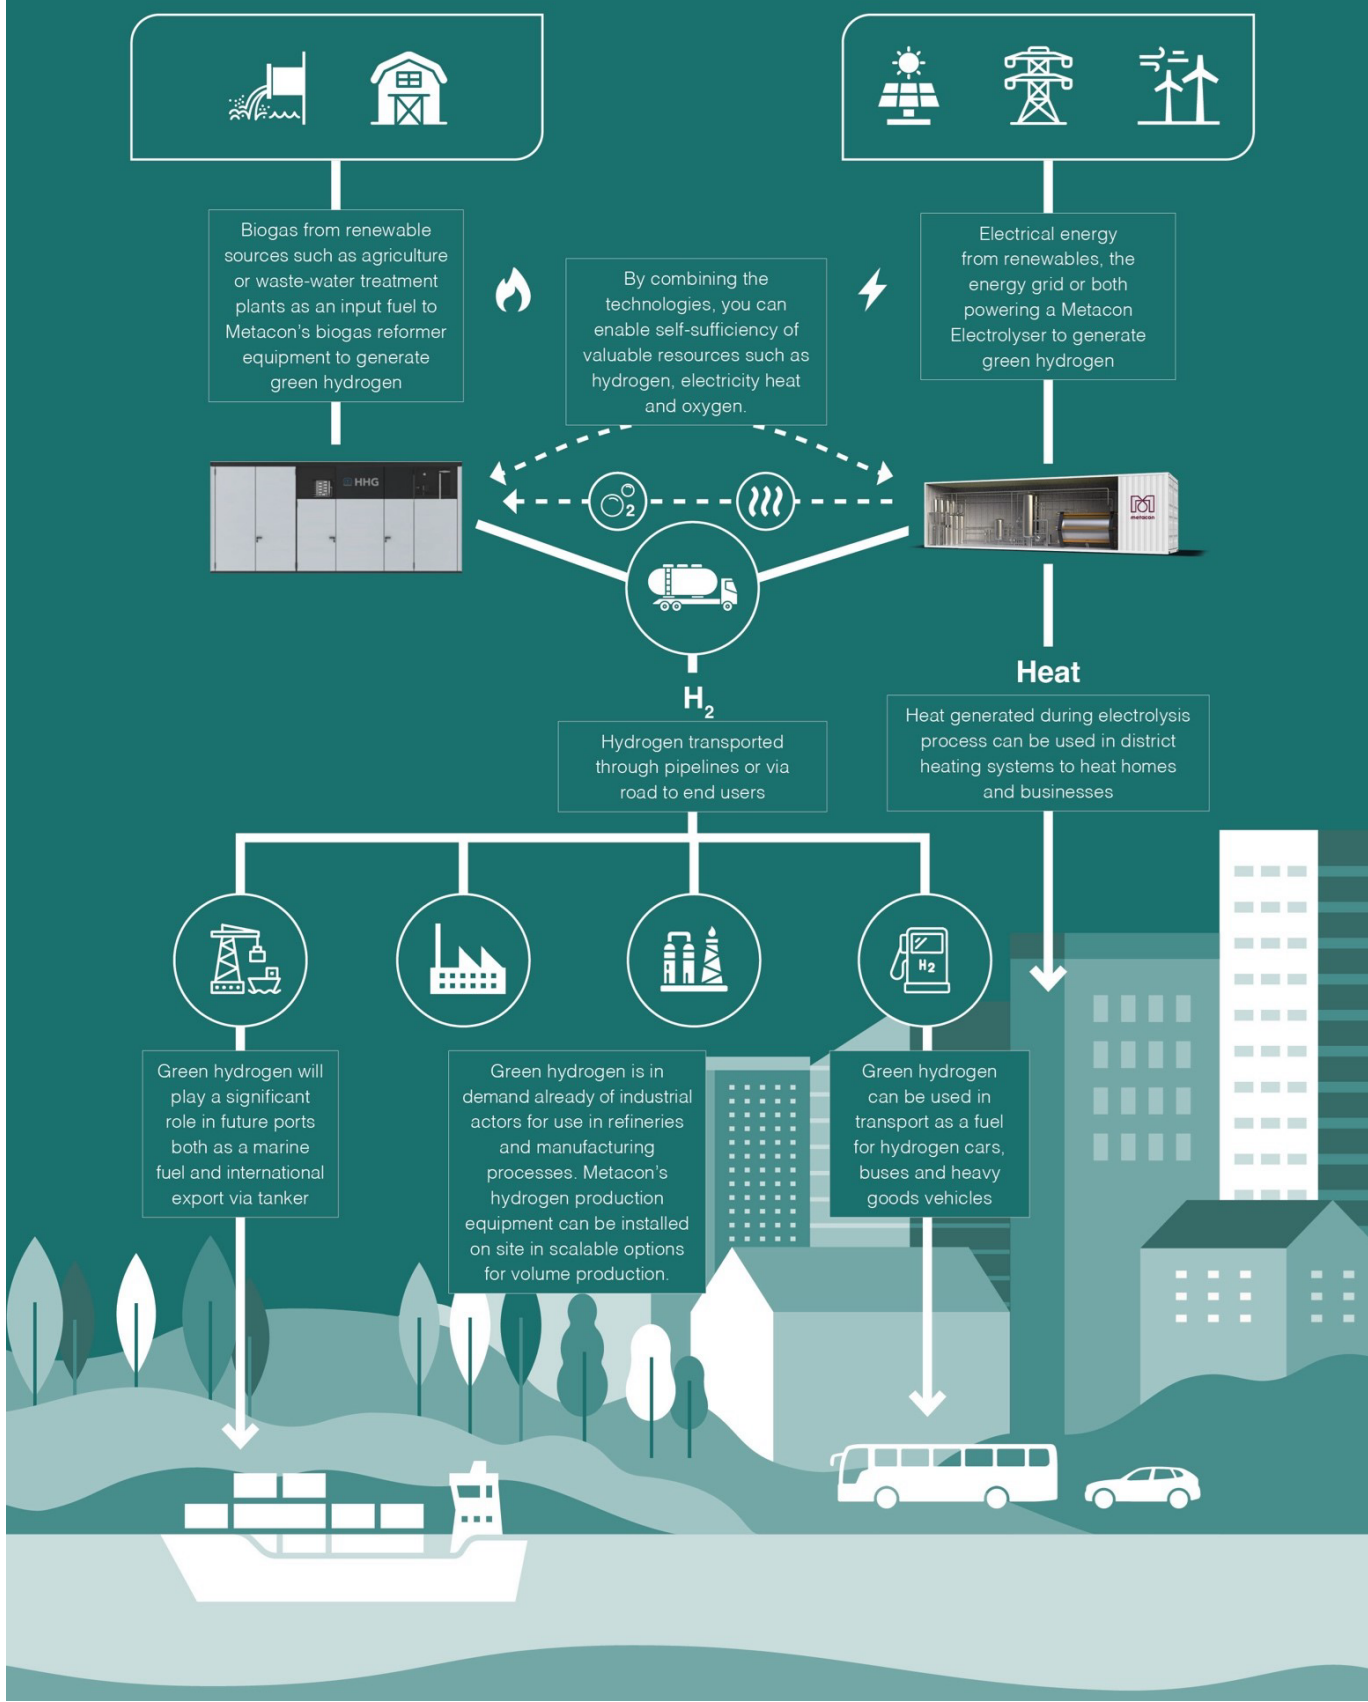 Biogas from renewable
sources such as agriculture
or waste-water treatment
plants as an input fuel to
Metacon's biogas reformer
equipment to generate
green hydrogen
By combining the
technologies, you can
enable self-sufficiency of
valuable resources such as
hydrogen, electricity heat
and oxygen.
Electrical energy
from renewables, the
energy grid or both
powering a Metacon
Electrolyser to generate
green hydrogen
HHG
2
metacon
H2
Hydrogen transported
through pipelines or via
road to end users
Heat
Heat generated during electrolysis
process can be used in district
heating systems to heat homes
and businesses
H2
Green hydrogen will
play a significant
role in future ports
both as a marine
fuel and international
export via tanker
Green hydrogen is in
demand already of industrial
actors for use in refineries
and manufacturing
processes. Metacon's
hydrogen production
equipment can be installed
on site in scalable options
for volume production.
Green hydrogen
can be used in
transport as a fuel
for hydrogen cars,
buses and heavy
goods vehicles